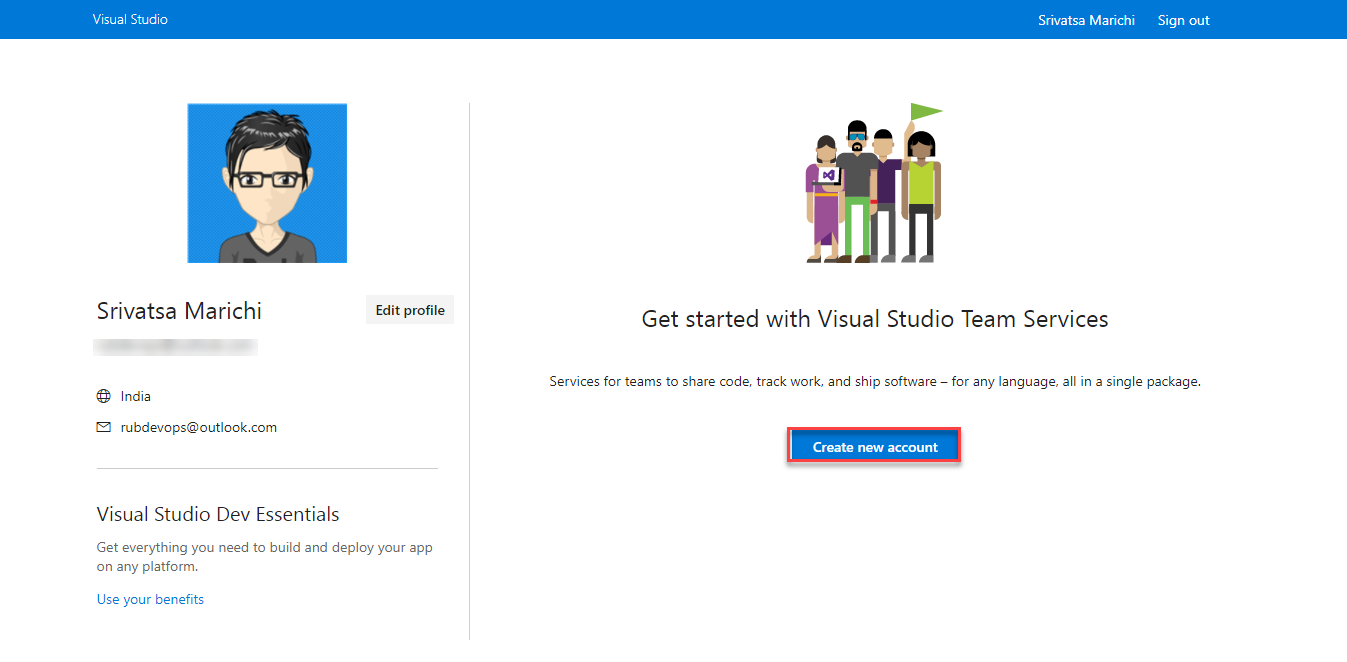 Visual Studio
Srivatsa Marichi
Sign out
Srivatsa Marichi
Edit profile
India
rubdevops@outlook.com
Visual Studio Dev Essentials
Get everything you need to build and deploy your app
on any platform.
Use your benefits
Get started with Visual Studio Team Services
Services for teams to share code, track work, and ship software – for any language, all in a single package.
Create new account